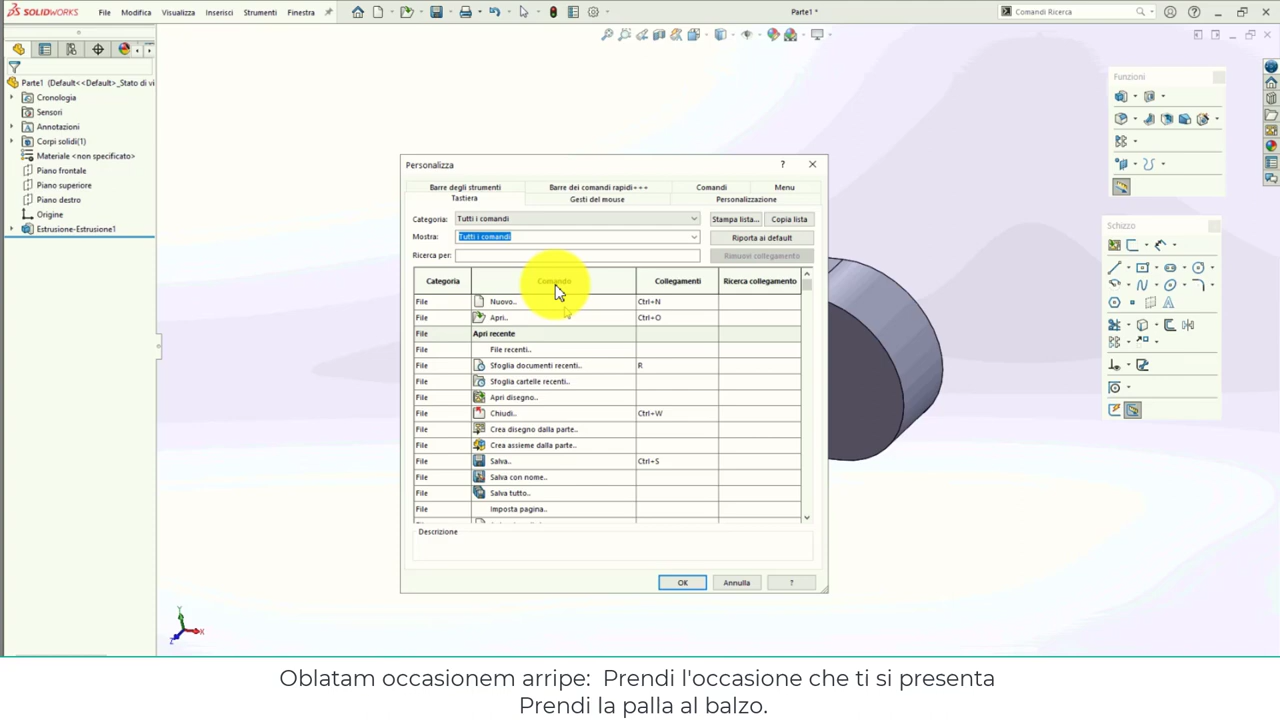 SOLIDWORKS File Modifica Visualizza Inserisci Strumenti Finestra Parte1 * Comandi Ricerca
Parte1 (Default<<Default>_Stato di vi
Cronologia
Sensori
Annotazioni
Corpi solidi(1)
Materiale <non specificato>
Piano frontale
Piano superiore
Piano destro
Origine
Estrusione-Estrusione1
Personalizza ?
Barre degli strumenti Barre dei comandi rapidi+++ Comandi Menu
Tastiera Gesti del mouse Personalizzazione
Categoria: Tutti i comandi Stampa lista... Copia lista
Mostra: Tutti i comandi Riporta ai default
Ricerca per: Rimuovi collegamento
Categoria Comando Collegamenti Ricerca collegamento
File Nuovo.. Ctrl+N
File Apri.. Ctrl+O
File Apri recente
File File recenti..
File Sfoglia documenti recenti.. R
File Sfoglia cartelle recenti..
File Apri disegno..
File Chiudi.. Ctrl+W
File Crea disegno dalla parte..
File Crea assieme dalla parte..
File Salva.. Ctrl+S
File Salva con nome..
File Salva tutto..
File Imposta pagina..
Descrizione
OK Annulla ?
Funzioni
Schizzo
Y
X
Z
Oblatam occasionem arripe: Prendi l'occasione che ti si presenta
Prendi la palla al balzo.